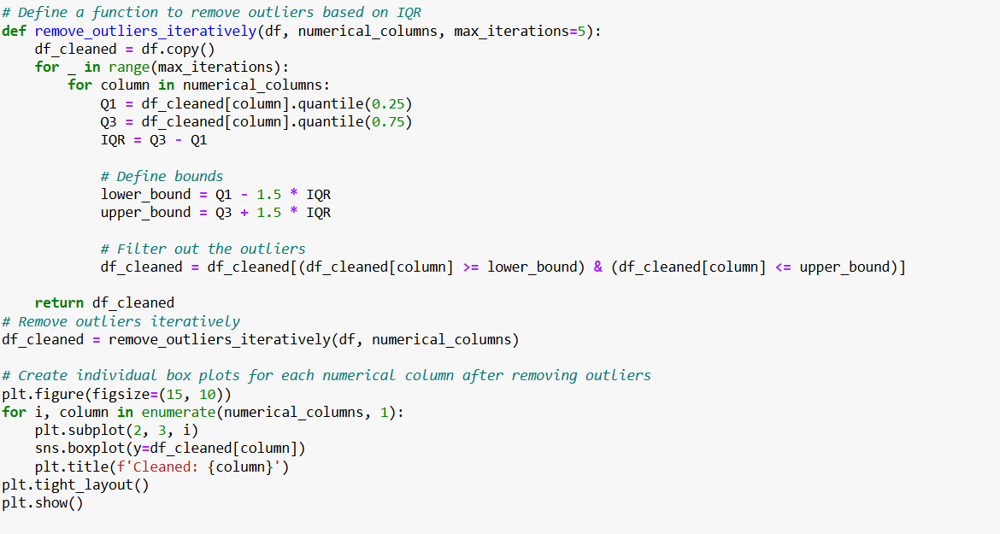 # Define a function to remove outliers based on IQR
def remove_outliers_iteratively(df, numerical_columns, max_iterations=5):
    df_cleaned = df.copy()
    for _ in range(max_iterations):
        for column in numerical_columns:
            Q1 = df_cleaned[column].quantile(0.25)
            Q3 = df_cleaned[column].quantile(0.75)
            IQR = Q3 - Q1

            # Define bounds
            lower_bound = Q1 - 1.5 * IQR
            upper_bound = Q3 + 1.5 * IQR

            # Filter out the outliers
            df_cleaned = df_cleaned[(df_cleaned[column] >= lower_bound) & (df_cleaned[column] <= upper_bound)]

    return df_cleaned
# Remove outliers iteratively
df_cleaned = remove_outliers_iteratively(df, numerical_columns)

# Create individual box plots for each numerical column after removing outliers
plt.figure(figsize=(15, 10))
for i, column in enumerate(numerical_columns, 1):
    plt.subplot(2, 3, i)
    sns.boxplot(y=df_cleaned[column])
    plt.title(f'Cleaned: {column}')
plt.tight_layout()
plt.show()